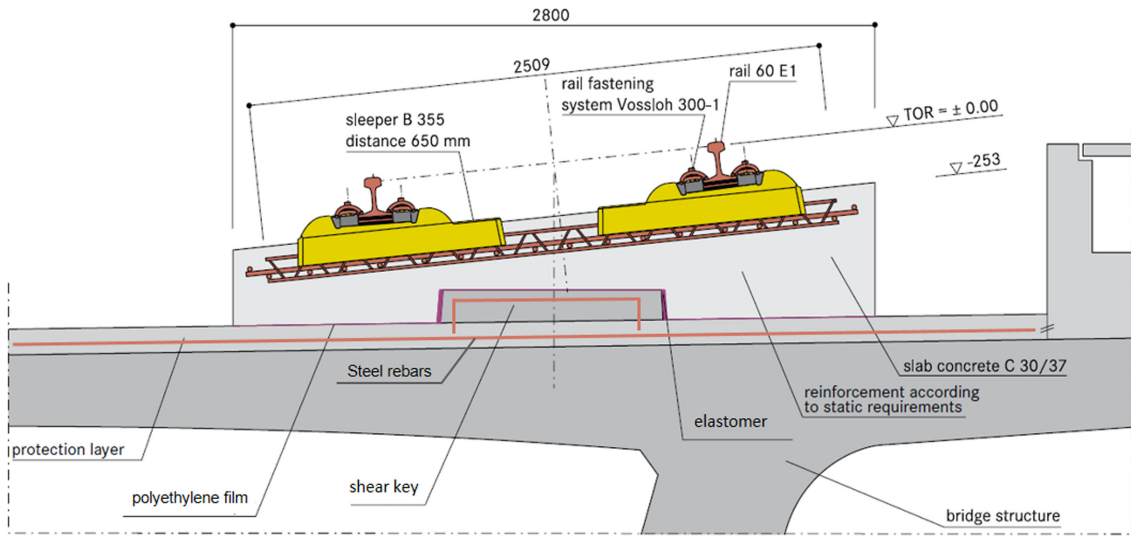 2800
2509
rail fastening
system Vossloh 300-1
rail 60 E1
sleeper B 355
distance 650 mm
TOR = ± 0.00
-253
Steel rebars
slab concrete C 30/37
reinforcement according
to static requirements
elastomer
protection layer
polyethylene film
shear key
bridge structure